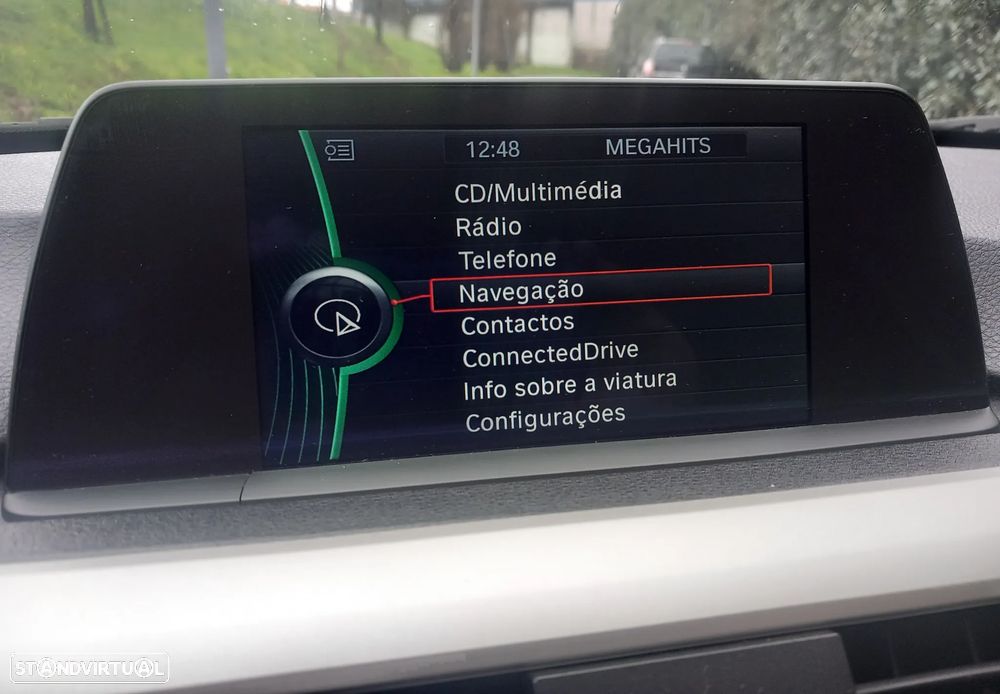 12:48 MEGAHITS
CD/Multimédia
Rádio
Telefone
Navegação
Contactos
ConnectedDrive
Info sobre a viatura
Configurações
STANDVIRTUAL